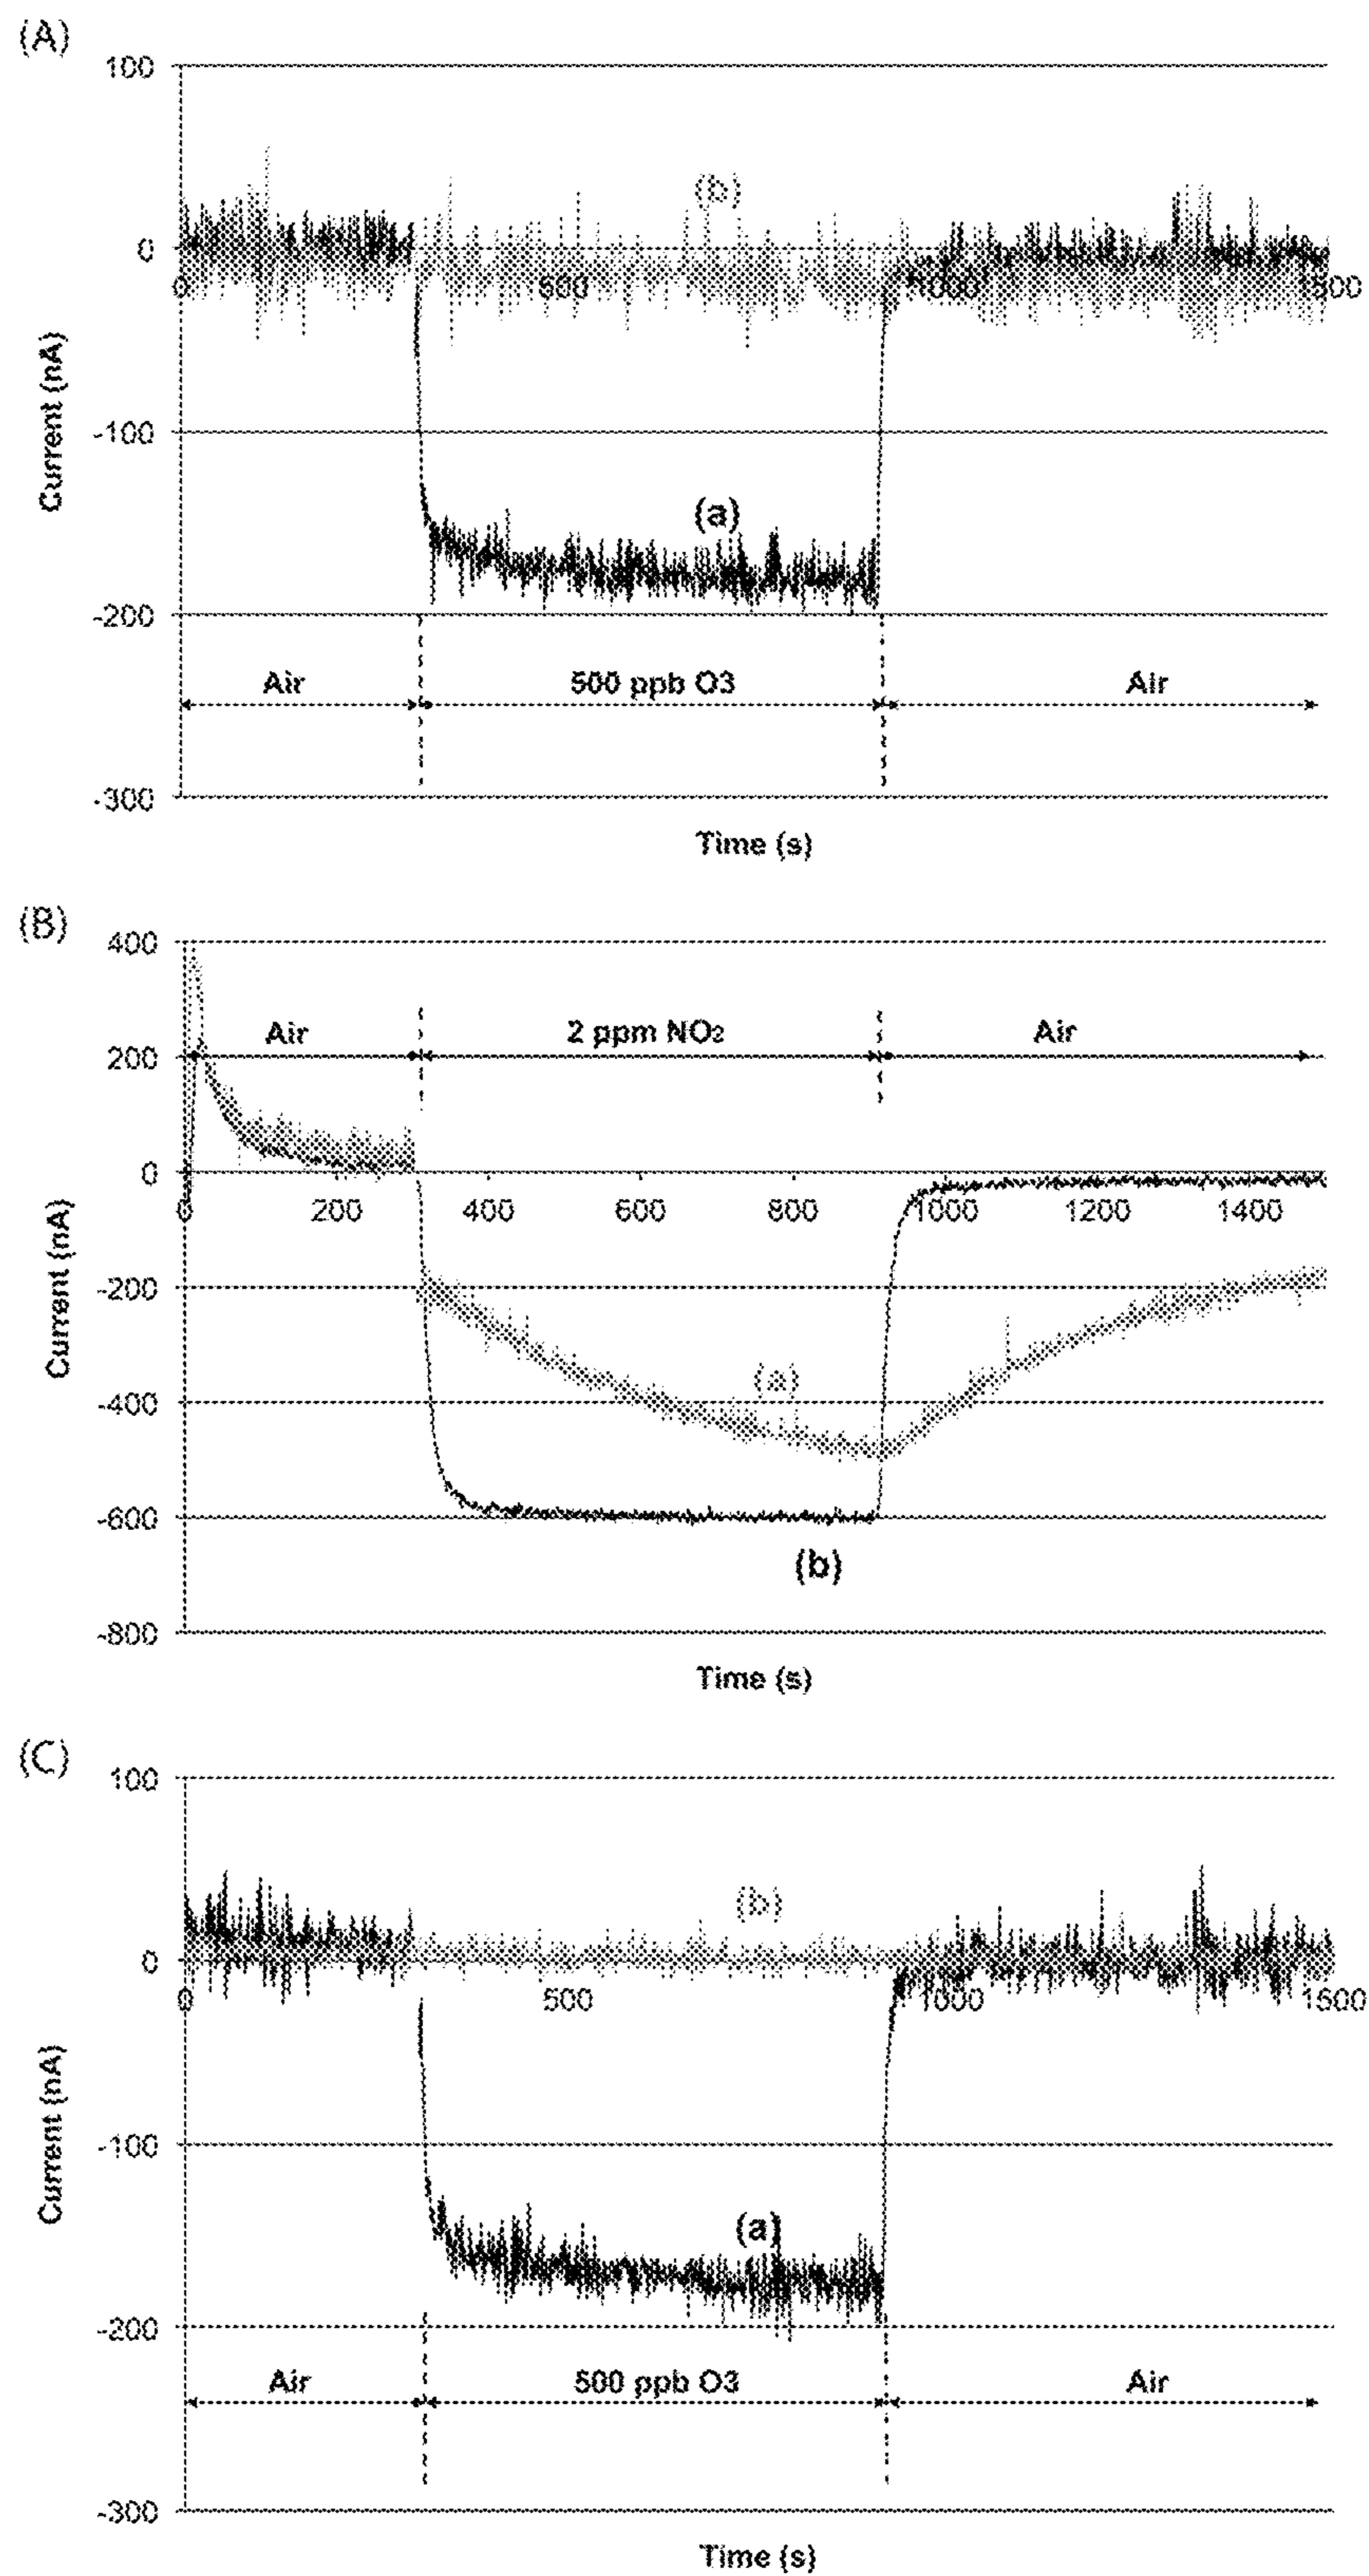 (A)
100
(b)
0
0 500 1000 1500
-100
(a)
-200
Air 500 ppb O3 Air
-300
Current (nA)
Time (s)
(B)
400
Air 2 ppm NO2 Air
200
0
0 200 400 600 800 1000 1200 1400
-200
(a)
-400
-600
(b)
-800
Current (nA)
Time (s)
(C)
100
(b)
0
0 500 1000 1500
-100
(a)
-200
Air 500 ppb O3 Air
-300
Current (nA)
Time (s)